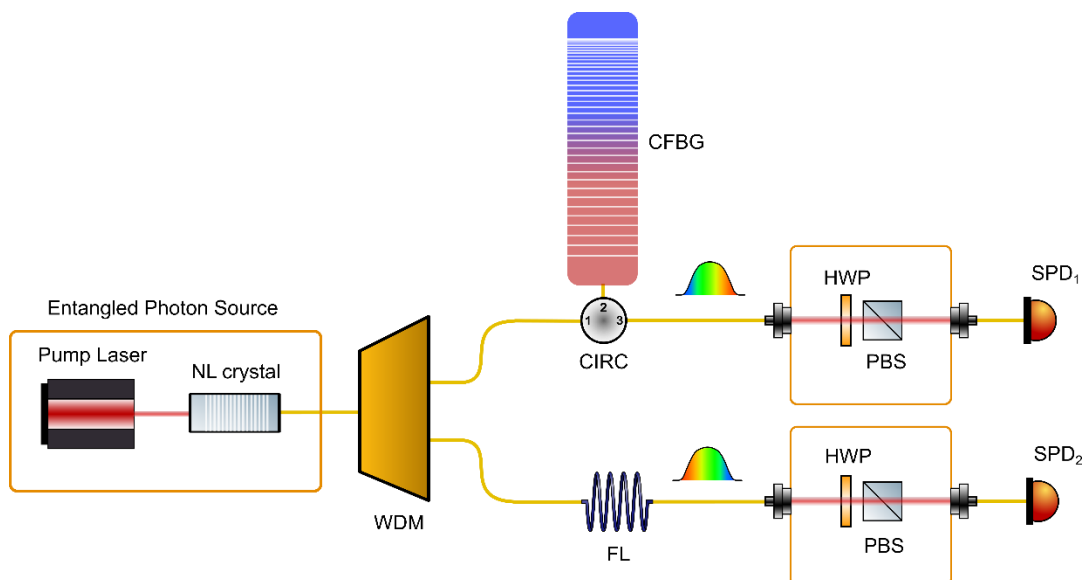 CFBG
Entangled Photon Source
Pump Laser
NL crystal
WDM
1
2
3
CIRC
HWP
PBS
SPD1
FL
HWP
PBS
SPD2